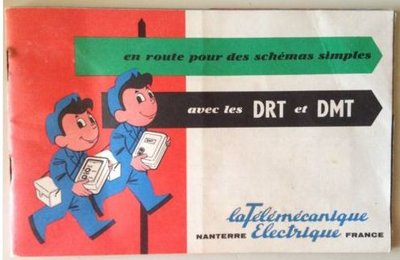 en route pour des schémas simples
avec les DRT et DMT
la Télémécanique
Electrique
NANTERRE FRANCE